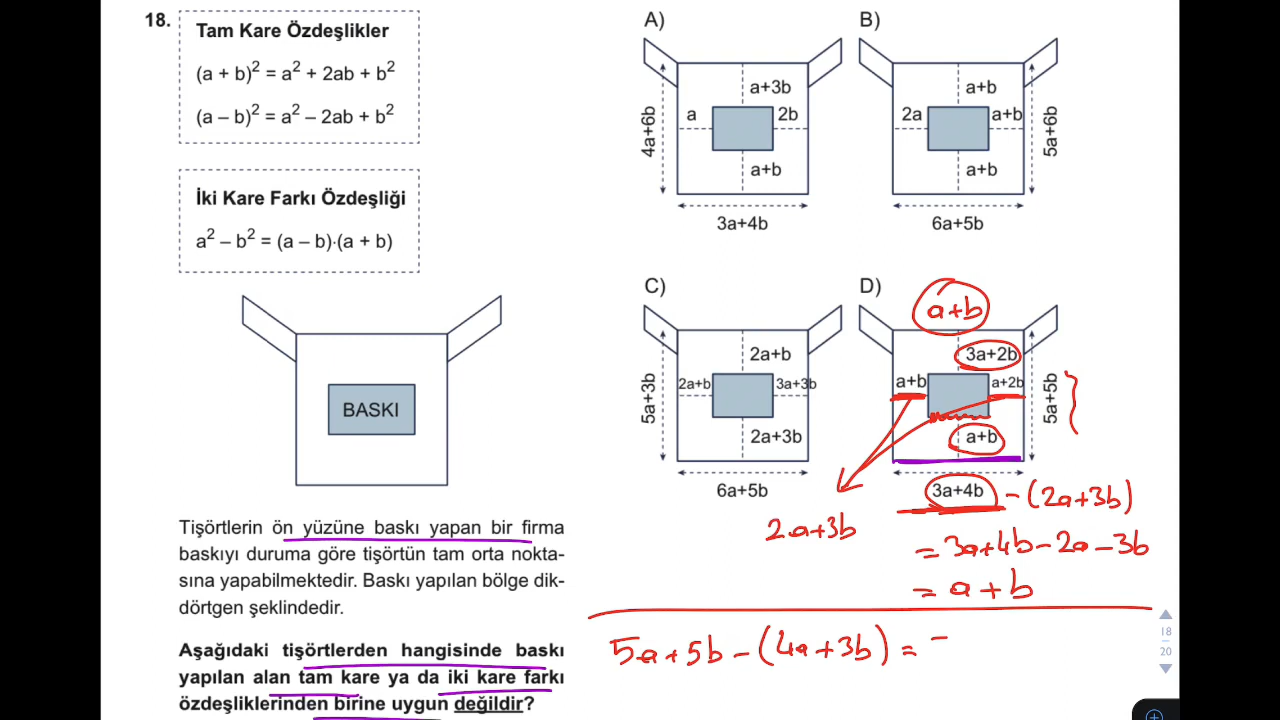 18.
Tam Kare Özdeşlikler
(a + b)² = a² + 2ab + b²
(a – b)² = a² – 2ab + b²
İki Kare Farkı Özdeşliği
a² – b² = (a – b)·(a + b)
BASKI
Tişörtlerin ön yüzüne baskı yapan bir firma
baskıyı duruma göre tişörtün tam orta nokta-
sına yapabilmektedir. Baskı yapılan bölge dik-
dörtgen şeklindedir.
Aşağıdaki tişörtlerden hangisinde baskı
yapılan alan tam kare ya da iki kare farkı
özdeşliklerinden birine uygun değildir?
A)
a+3b
a
2b
a+b
4a+6b
3a+4b
B)
a+b
2a
a+b
a+b
5a+6b
6a+5b
C)
2a+b
2a+b
3a+3b
2a+3b
5a+3b
6a+5b
D)
a+b
3a+2b
a+b
a+2b
a+b
5a+5b
3a+4b – (2a+3b)
2a+3b
= 3a+4b – 2a – 3b
= a + b
5a+5b – (4a+3b) = –
18
20